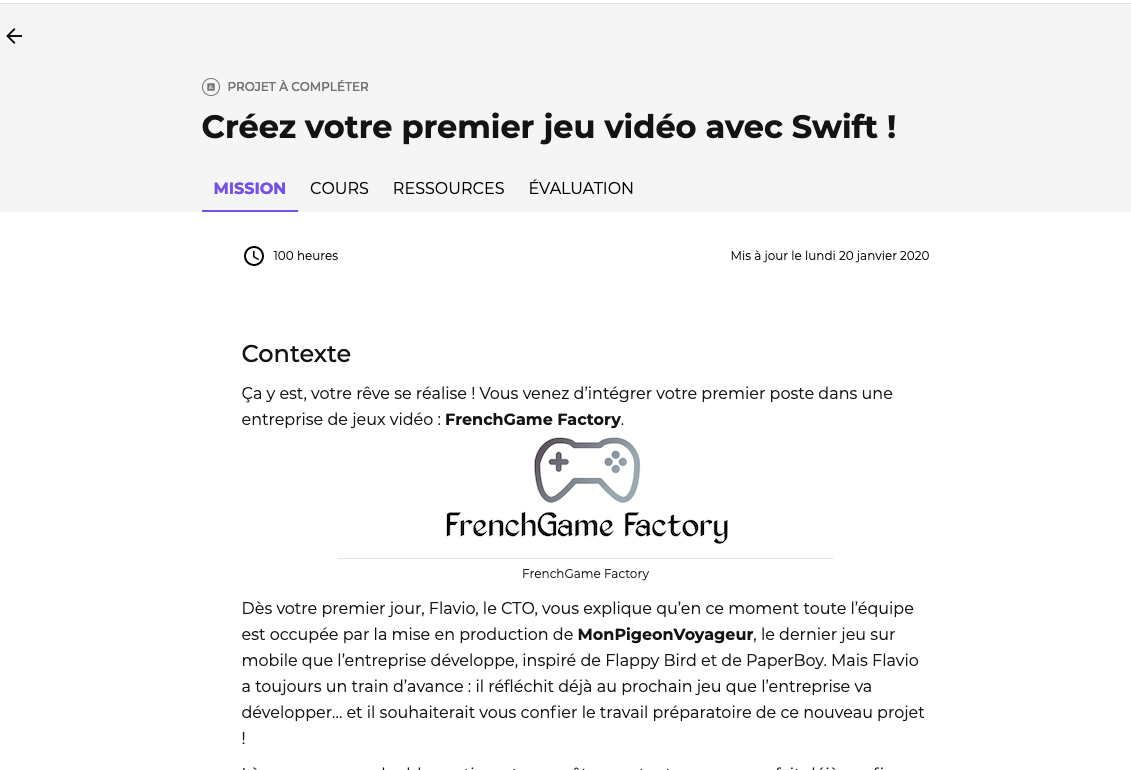 PROJET À COMPLÉTER
Créez votre premier jeu vidéo avec Swift !
MISSION COURS RESSOURCES ÉVALUATION
100 heures Mis à jour le lundi 20 janvier 2020
Contexte
Ça y est, votre rêve se réalise ! Vous venez d’intégrer votre premier poste dans une
entreprise de jeux vidéo : FrenchGame Factory.
FrenchGame Factory
FrenchGame Factory
Dès votre premier jour, Flavio, le CTO, vous explique qu’en ce moment toute l’équipe
est occupée par la mise en production de MonPigeonVoyageur, le dernier jeu sur
mobile que l’entreprise développe, inspiré de Flappy Bird et de PaperBoy. Mais Flavio
a toujours un train d’avance : il réfléchit déjà au prochain jeu que l’entreprise va
développer… et il souhaiterait vous confier le travail préparatoire de ce nouveau projet
!